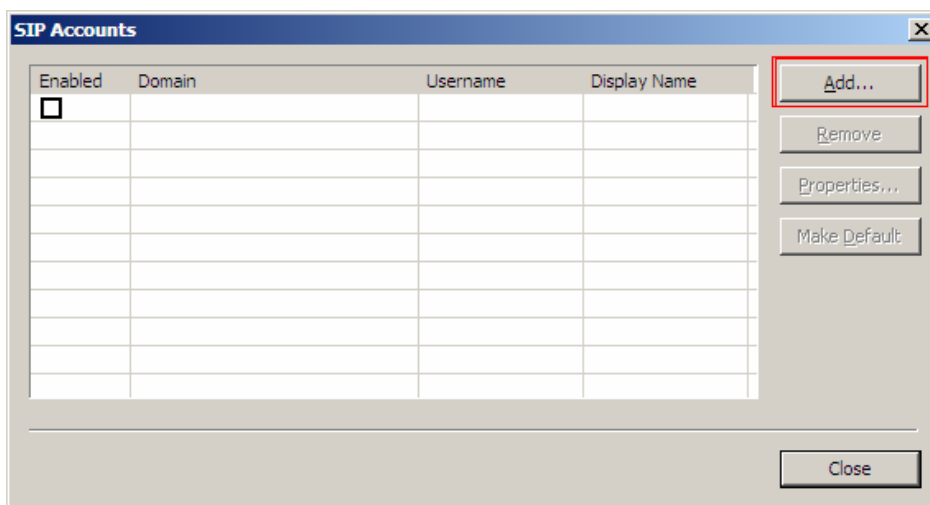 SIP Accounts
Enabled Domain Username Display Name
Add...
Remove
Properties...
Make Default
Close